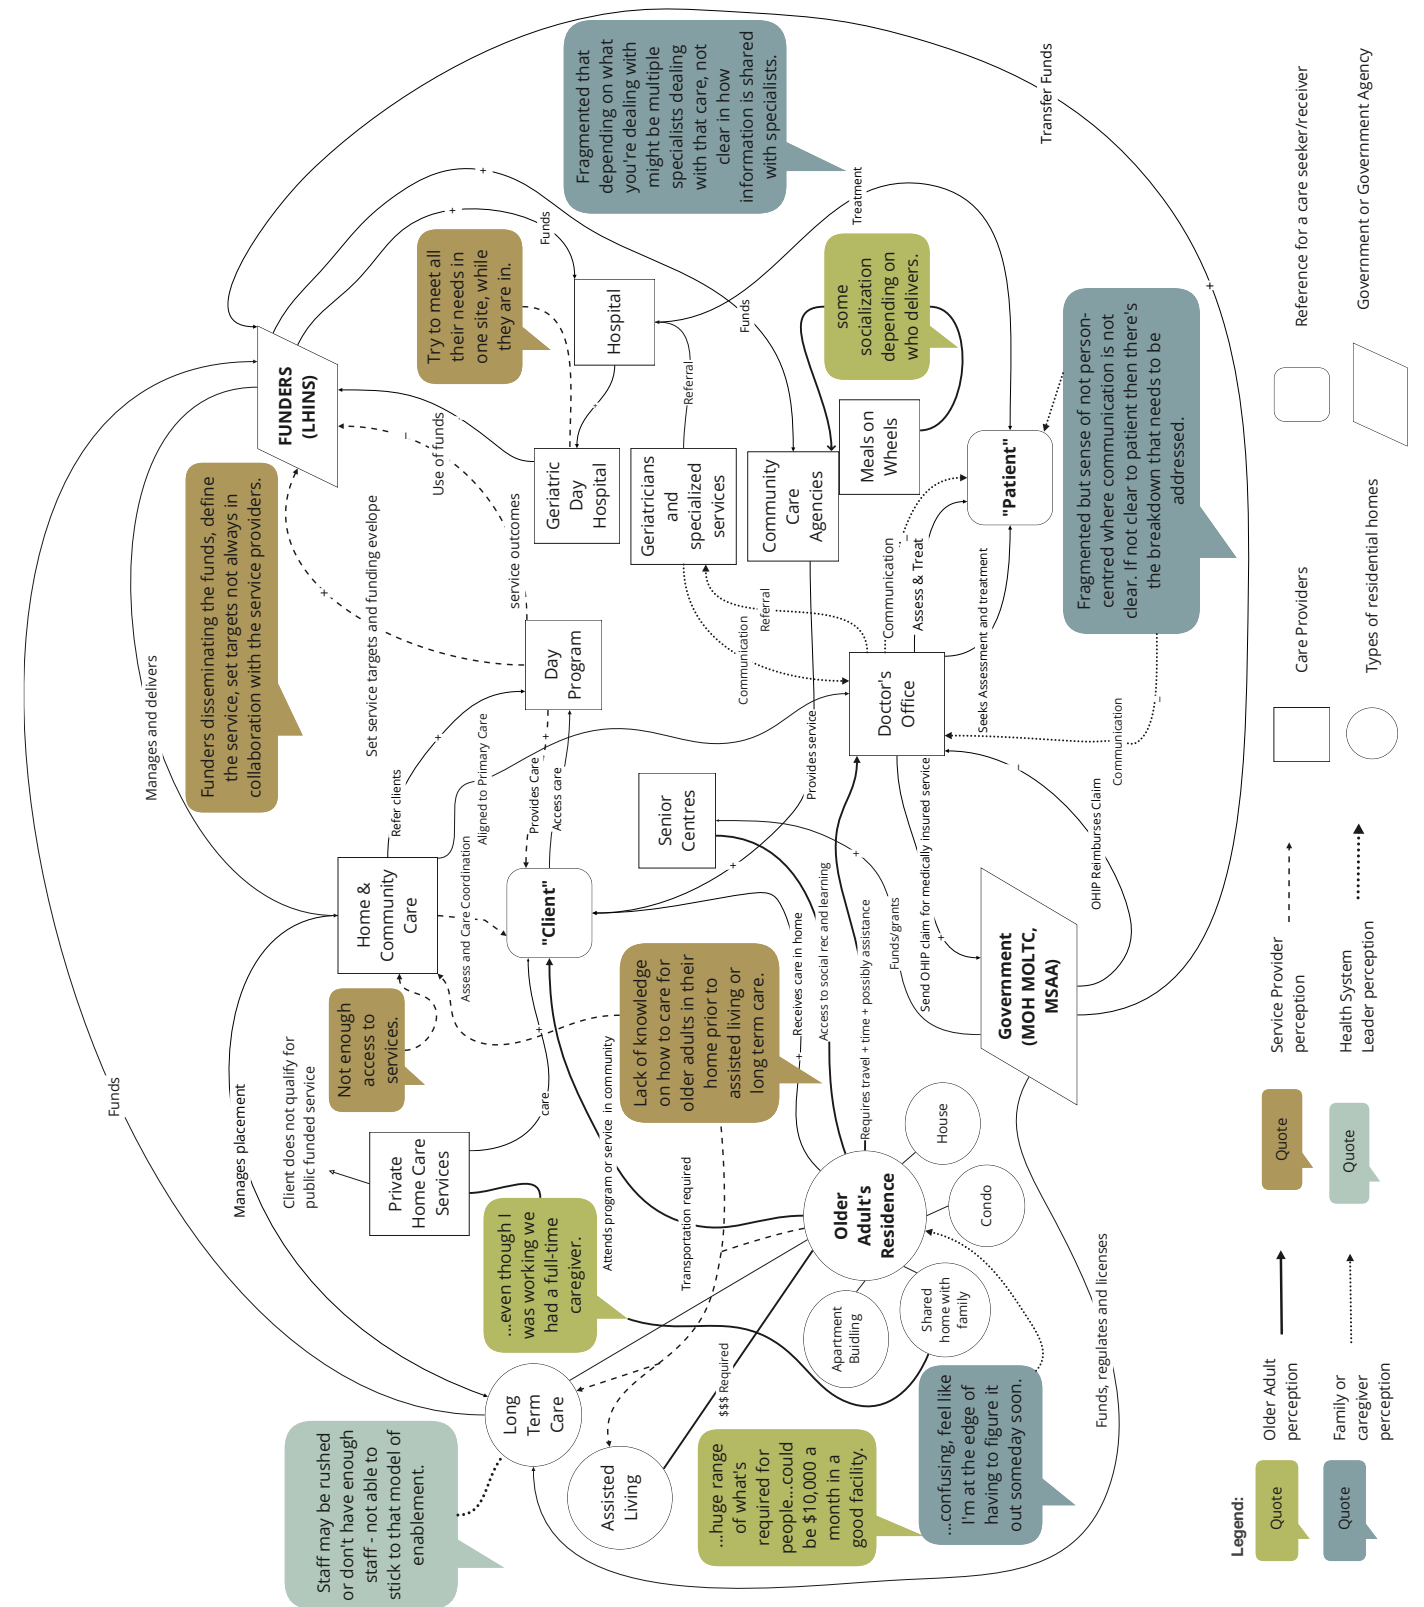 Funds
Manages and delivers
Funders disseminating the funds, define
the service, set targets not always in
collaboration with the service providers.
FUNDERS
(LHINS)
Manages placement
Client does not qualify for
public funded service
Staff may be rushed
or don't have enough
staff - not able to
stick to that model of
enablement.
Not enough
access to
services.
Home &
Community
Care
Refer clients
Set service targets and funding evelope
Use of funds
Try to meet all
their needs in
one site, while
they are in.
Private
Home Care
Services
Assess and Care Coordination
Aligned to Primary Care
service outcomes
Funds
Long
Term
Care
...even though I
was working we
had a full-time
caregiver.
care
"Client"
Provides Care
Access care
Day
Program
Geriatric
Day
Hospital
Hospital
Fragmented that
depending on what
you're dealing with
might be multiple
specialists dealing
with that care, not
clear in how
information is shared
with specialists.
Assisted
Living
Attends program or service in community
Lack of knowledge
on how to care for
older adults in their
home prior to
assisted living or
long term care.
Senior
Centres
Geriatricians
and
specialized
services
Referral
Transportation required
$$$ Required
Communication
Referral
Funds
...huge range
of what's
required for
people...could
be $10,000 a
month in a
good facility.
Receives care in home
Provides service
Community
Care
Agencies
Meals on
Wheels
some
socialization
depending on
who delivers.
Treatment
Access to social rec and learning
Requires travel + time + possibly assistance
Older
Adult's
Residence
Apartment
Buidling
Shared
home with
family
Condo
House
Funds/grants
Send OHIP claim for medically insured service
Doctor's
Office
Communication
Assess & Treat
Seeks Assessment and treatment
"Patient"
Transfer Funds
...confusing, feel like
I'm at the edge of
having to figure it
out someday soon.
Government
(MOH MOLTC,
MSAA)
Funds, regulates and licenses
OHIP Reimburses Claim
Communication
Fragmented but sense of not person-
centred where communication is not
clear. If not clear to patient then there's
the breakdown that needs to be
addressed.
+
+
+
+
+
+
+
+
+
+
+
+
+
–
–
–
–
Legend:
Quote
Older Adult
perception
Quote
Service Provider
perception
Care Providers
Reference for a care seeker/receiver
Quote
Family or
caregiver
perception
Quote
Health System
Leader perception
Types of residential homes
Government or Government Agency